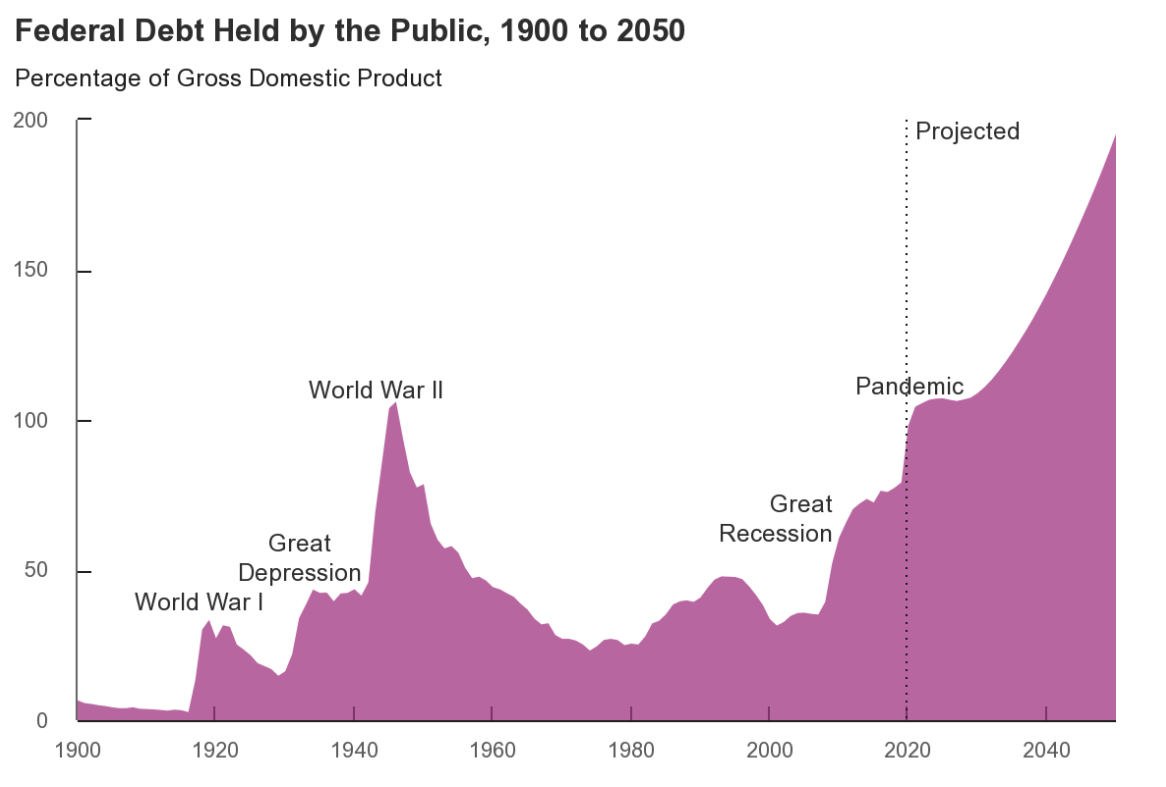 Federal Debt Held by the Public, 1900 to 2050
Percentage of Gross Domestic Product
200
Projected
150
Pandemic
World War II
100
Great
Recession
Great
Depression
50
World War I
0
1900 1920 1940 1960 1980 2000 2020 2040